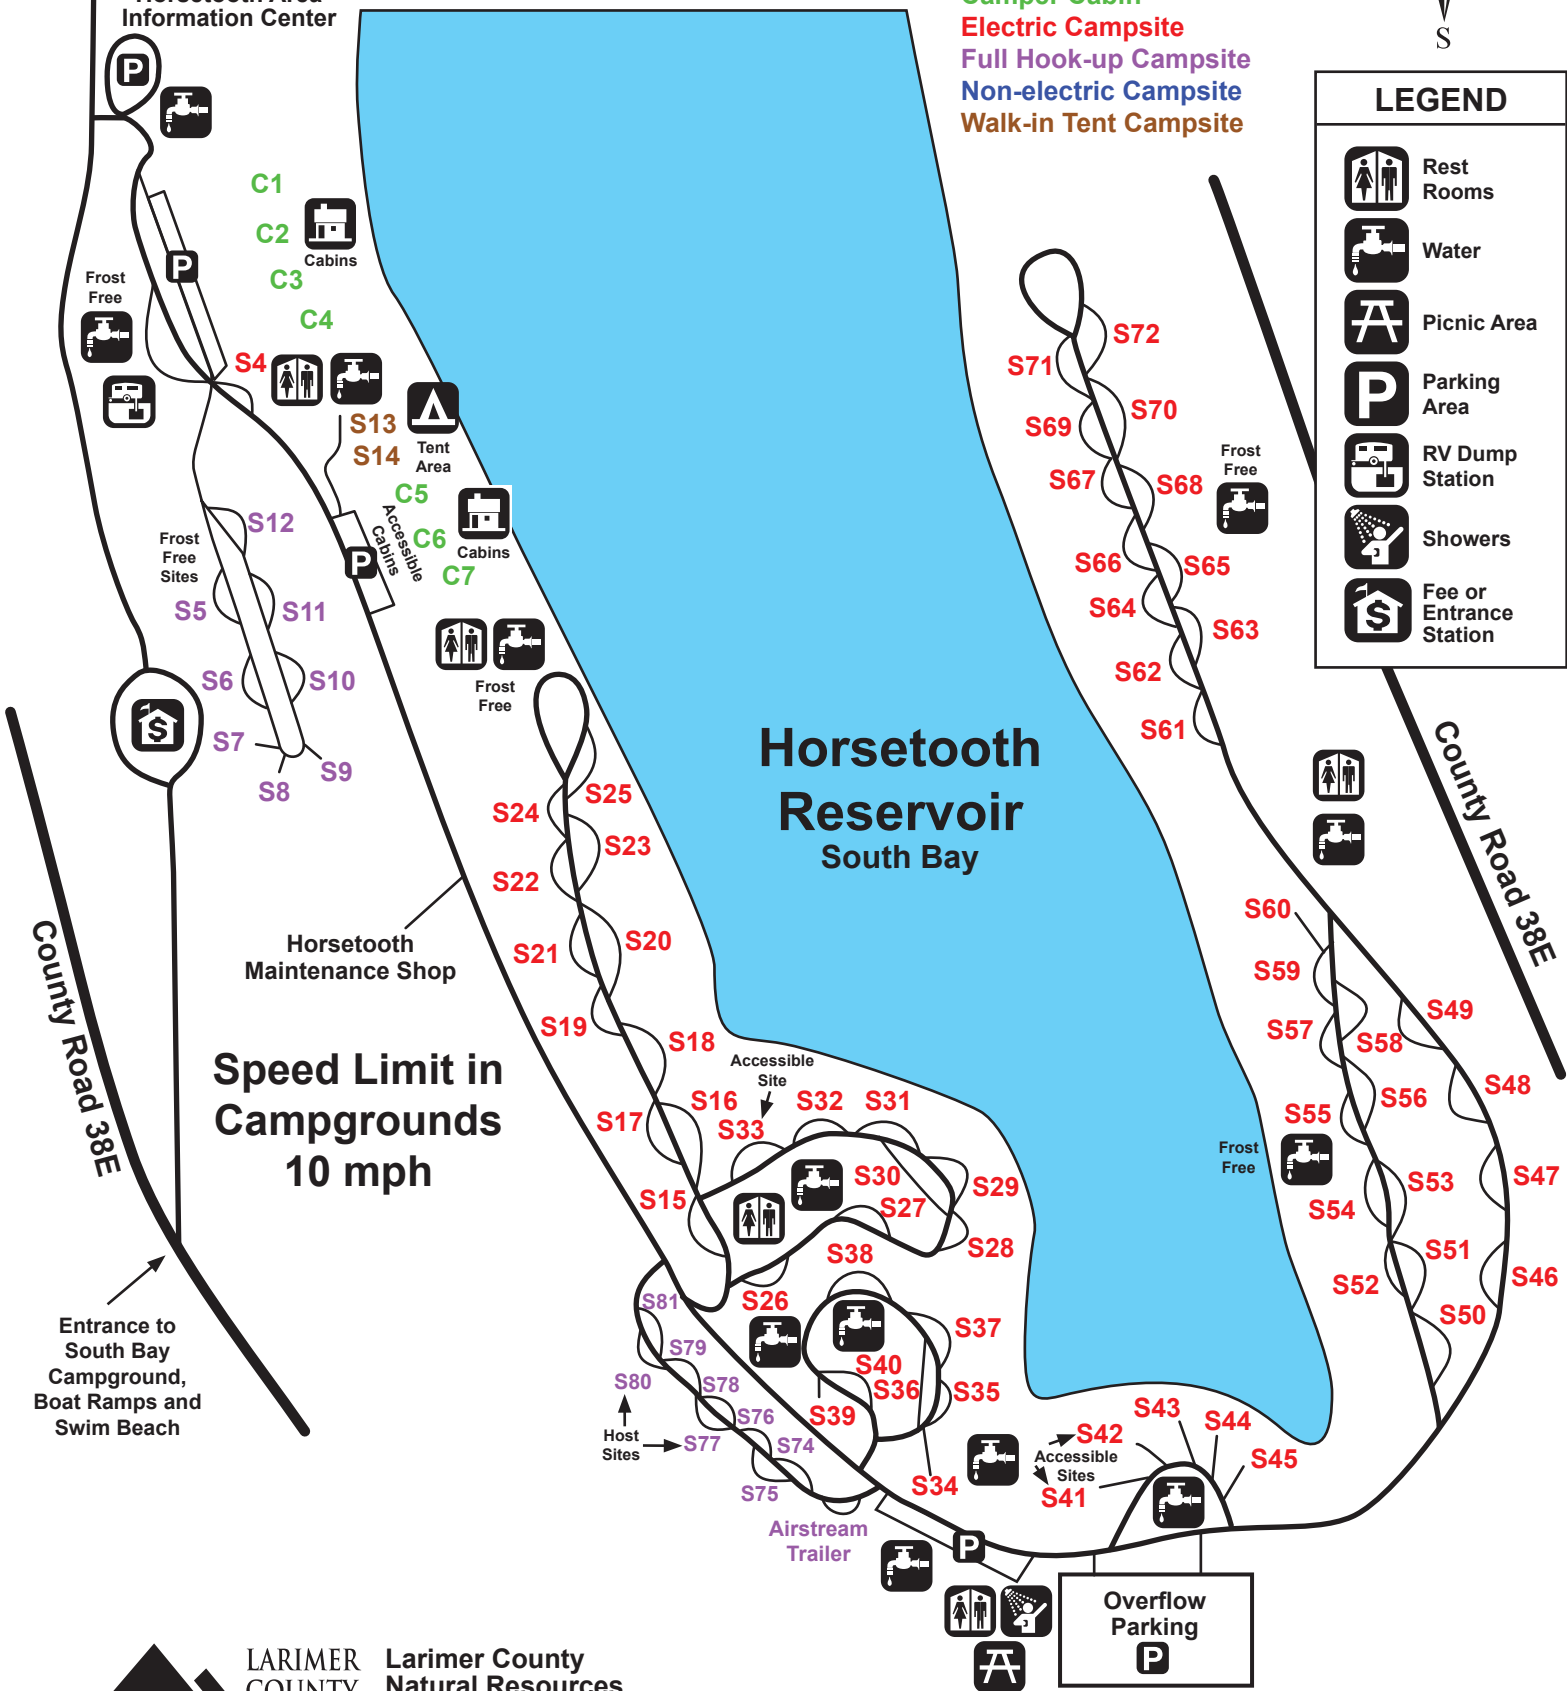 Horsetooth Area
Information Center
Camper Cabin
Electric Campsite
Full Hook-up Campsite
Non-electric Campsite
Walk-in Tent Campsite
S
LEGEND
Rest
Rooms
Water
Picnic Area
P
Parking
Area
RV Dump
Station
Showers
$
Fee or
Entrance
Station
P
C1
C2
Cabins
C3
C4
P
Frost
Free
S4
S13
S14
Tent
Area
C5
C6
C7
Accessible
Cabins
Cabins
P
S12
Frost
Free
Sites
S5
S11
S6
S10
S7
S8
S9
$
Frost
Free
S25
S24
S23
S22
S20
S21
S19
S18
S16
S17
S15
Horsetooth
Reservoir
South Bay
Horsetooth
Maintenance Shop
County Road 38E
Speed Limit in
Campgrounds
10 mph
Entrance to
South Bay
Campground,
Boat Ramps and
Swim Beach
S72
S71
S70
S69
S67
S68
Frost
Free
S66
S65
S64
S63
S62
S61
County Road 38E
S60
S59
S49
S57
S58
S48
S56
S55
Frost
Free
S53
S47
S54
S51
S52
S46
S50
Accessible
Site
S33
S32
S31
S30
S29
S27
S28
S26
S38
S37
S40
S36
S35
S39
S34
S81
S79
S80
S78
S76
Host
Sites
S77
S74
S75
Airstream
Trailer
S43
S42
S44
Accessible
Sites
S45
S41
P
Overflow
Parking
P
LARIMER
COUNTY
Larimer County
Natural Resources